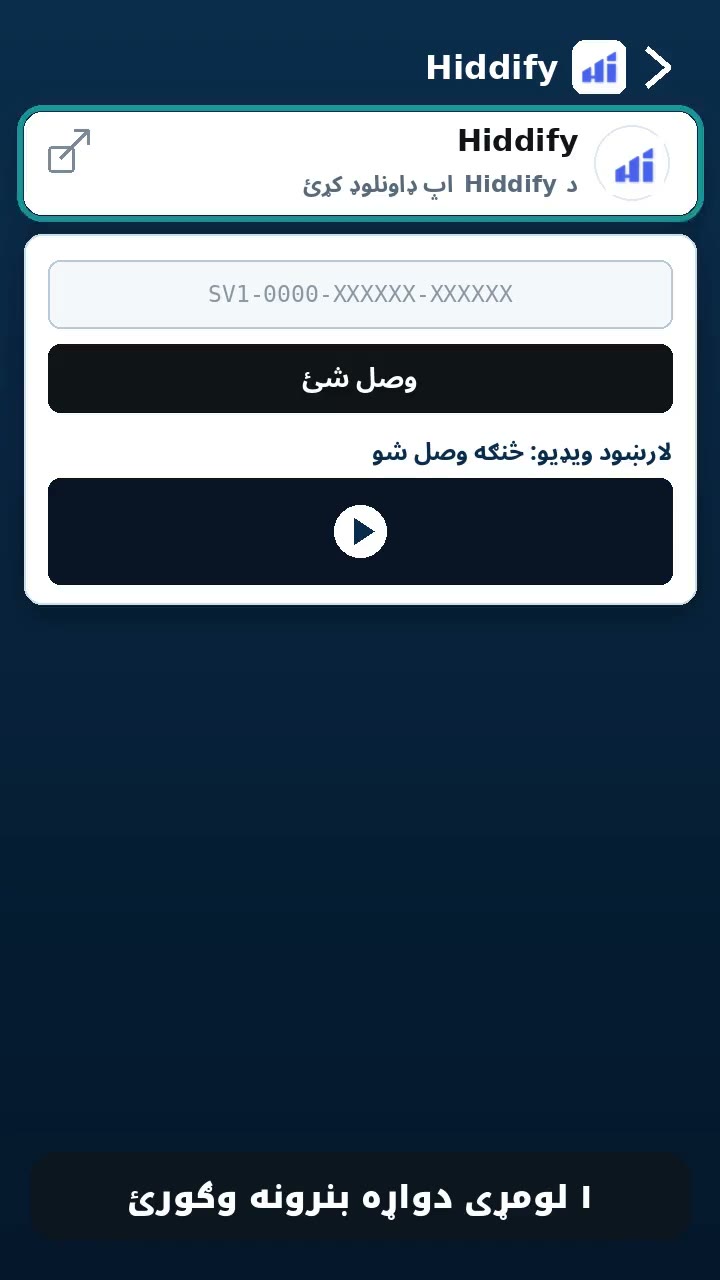 Hiddify
Hiddify
د Hiddify اپ ډاونلوډ کړئ
SV1-0000-XXXXXX-XXXXXX
وصل شئ
لارښود ویډیو: څنګه وصل شو
۱ لومړی دواړه بنرونه وګورئ